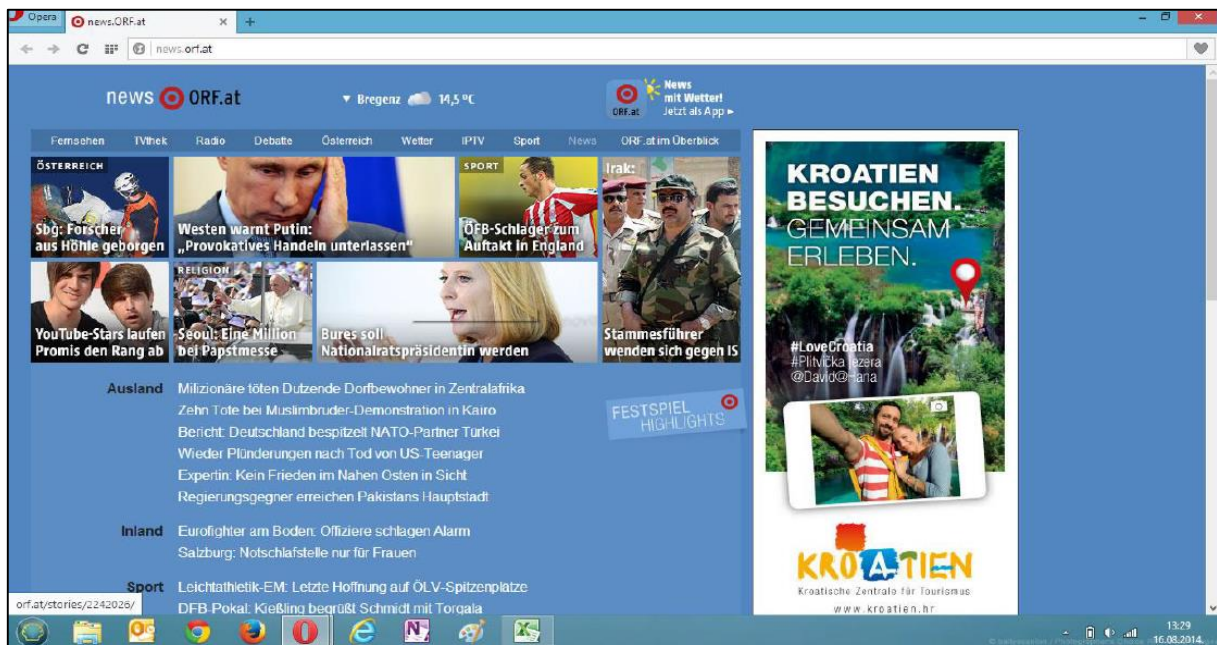 Opera
news.ORF.at
news.orf.at
news ORF.at
Bregenz 14,5 °C
ORF.at
News
mit Wetter!
Jetzt als App
Fernsehen TVthek Radio Debatte Österreich Wetter IPTV Sport News ORF.at im Überblick
ÖSTERREICH
Sbg: Forscher
aus Höhle geborgen
Westen warnt Putin:
„Provokatives Handeln unterlassen“
SPORT
ÖFB-Schlager zum
Auftakt in England
Irak:
Stammesführer
wenden sich gegen IS
YouTube-Stars laufen
Promis den Rang ab
RELIGION
Seoul: Eine Million
bei Papstmesse
Bures soll
Nationalratspräsidentin werden
Ausland Milizionäre töten Dutzende Dorfbewohner in Zentralafrika
Zehn Tote bei Muslimbruder-Demonstration in Kairo
Bericht: Deutschland bespitzelt NATO-Partner Türkei
Wieder Plünderungen nach Tod von US-Teenager
Expertin: Kein Frieden im Nahen Osten in Sicht
Regierungsgegner erreichen Pakistans Hauptstadt
Inland Eurofighter am Boden: Offiziere schlagen Alarm
Salzburg: Notschlafstelle nur für Frauen
Sport Leichtathletik-EM: Letzte Hoffnung auf ÖLV-Spitzenplätze
DFB-Pokal: Kießling begrüßt Schmidt mit Torgala
FESTSPIEL
HIGHLIGHTS
KROATIEN
BESUCHEN.
GEMEINSAM
ERLEBEN.
#LoveCroatia
#Plitvička jezera
@David@Hana
KROATIEN
Kroatische Zentrale für Tourismus
www.kroatien.hr
orf.at/stories/2242026/
13:29
16.08.2014